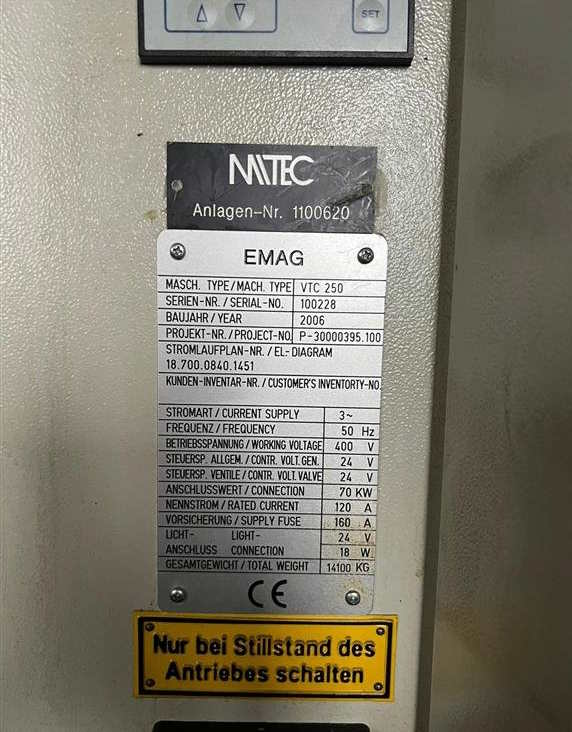 SET
MITEC
Anlagen-Nr. 1100620
EMAG
MASCH. TYPE/MACH. TYPE VTC 250
SERIEN-NR./SERIAL-NO. 100228
BAUJAHR/YEAR 2006
PROJEKT-NR./PROJECT-NO. P-30000395.100
STROMLAUFPLAN-NR./EL-DIAGRAM
18.700.0840.1451
KUNDEN-INVENTAR-NR./CUSTOMER'S INVENTORTY-NO.
STROMART/CURRENT SUPPLY 3~
FREQUENZ/FREQUENCY 50 Hz
BETRIEBSSPANNUNG/WORKING VOLTAGE 400 V
STEUERSP. ALLGEM./CONTR. VOLT. GEN. 24 V
STEUERSP. VENTILE/CONTR. VOLT. VALVE 24 V
ANSCHLUSSWERT/CONNECTION 70 KW
NENNSTROM/RATED CURRENT 120 A
VORSICHERUNG/SUPPLY FUSE 160 A
LICHT- LIGHT- 24 V
ANSCHLUSS CONNECTION 18 W
GESAMTGEWICHT/TOTAL WEIGHT 14100 KG
CE
Nur bei Stillstand des
Antriebes schalten